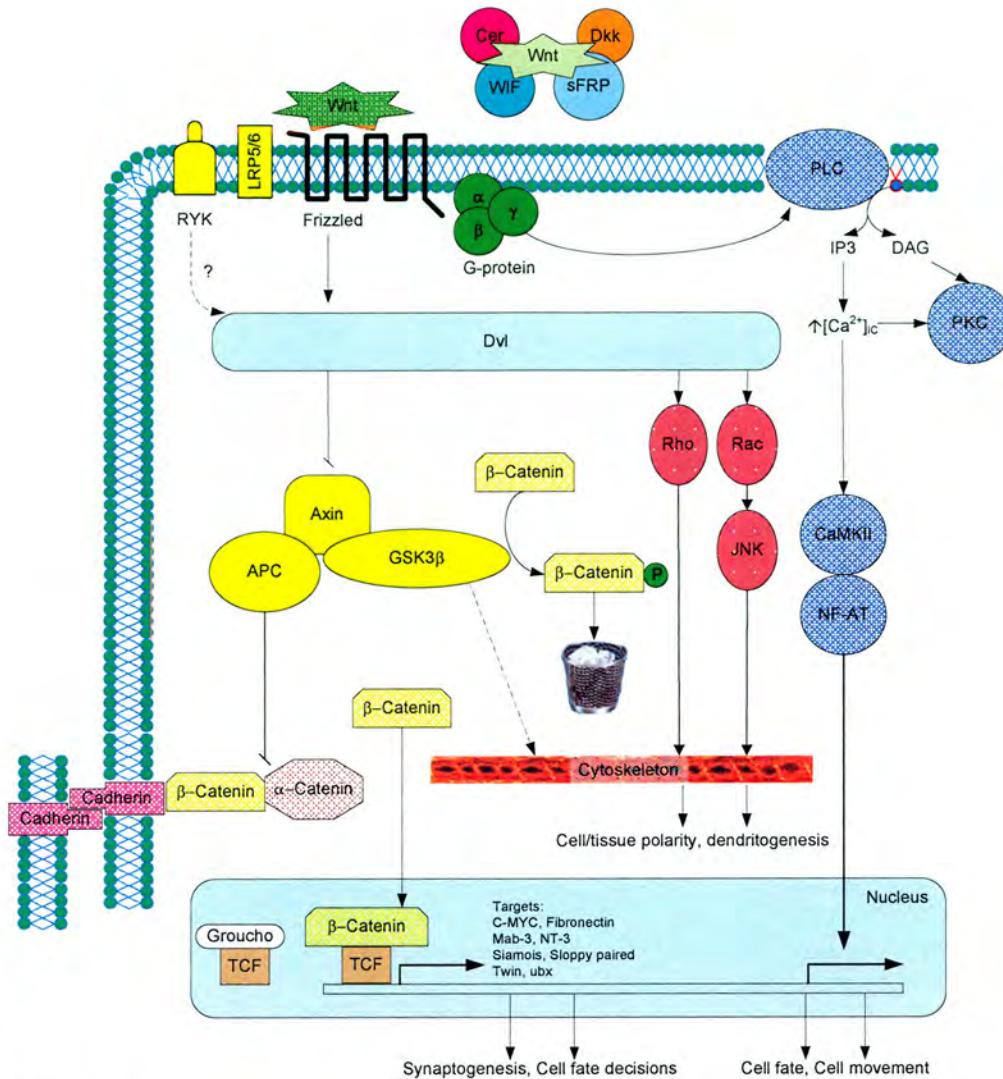 Cer
Dkk
Wnt
WIF
sFRP
Wnt
LRP5/6
RYK
Frizzled
α
β
γ
G-protein
PLC
IP3
DAG
↑[Ca²⁺]IC
PKC
?
Dvl
Rho
Rac
JNK
β–Catenin
Axin
APC
GSK3β
β–Catenin
P
CaMKII
NF-AT
β–Catenin
Cytoskeleton
Cadherin
Cadherin
β–Catenin
α–Catenin
Cell/tissue polarity, dendritogenesis
Nucleus
Groucho
TCF
β–Catenin
TCF
Targets:
C-MYC, Fibronectin
Mab-3, NT-3
Siamois, Sloppy paired
Twin, ubx
Synaptogenesis, Cell fate decisions
Cell fate, Cell movement